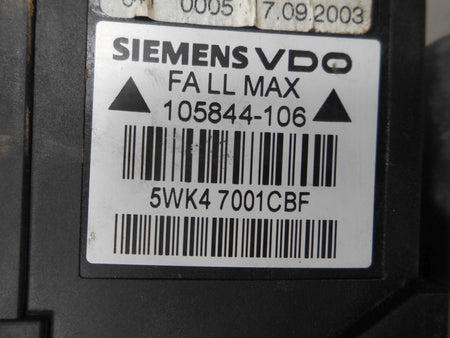 0005 7.09.2003
SIEMENS VDO
FA LL MAX
105844-106
5WK4 7001CBF